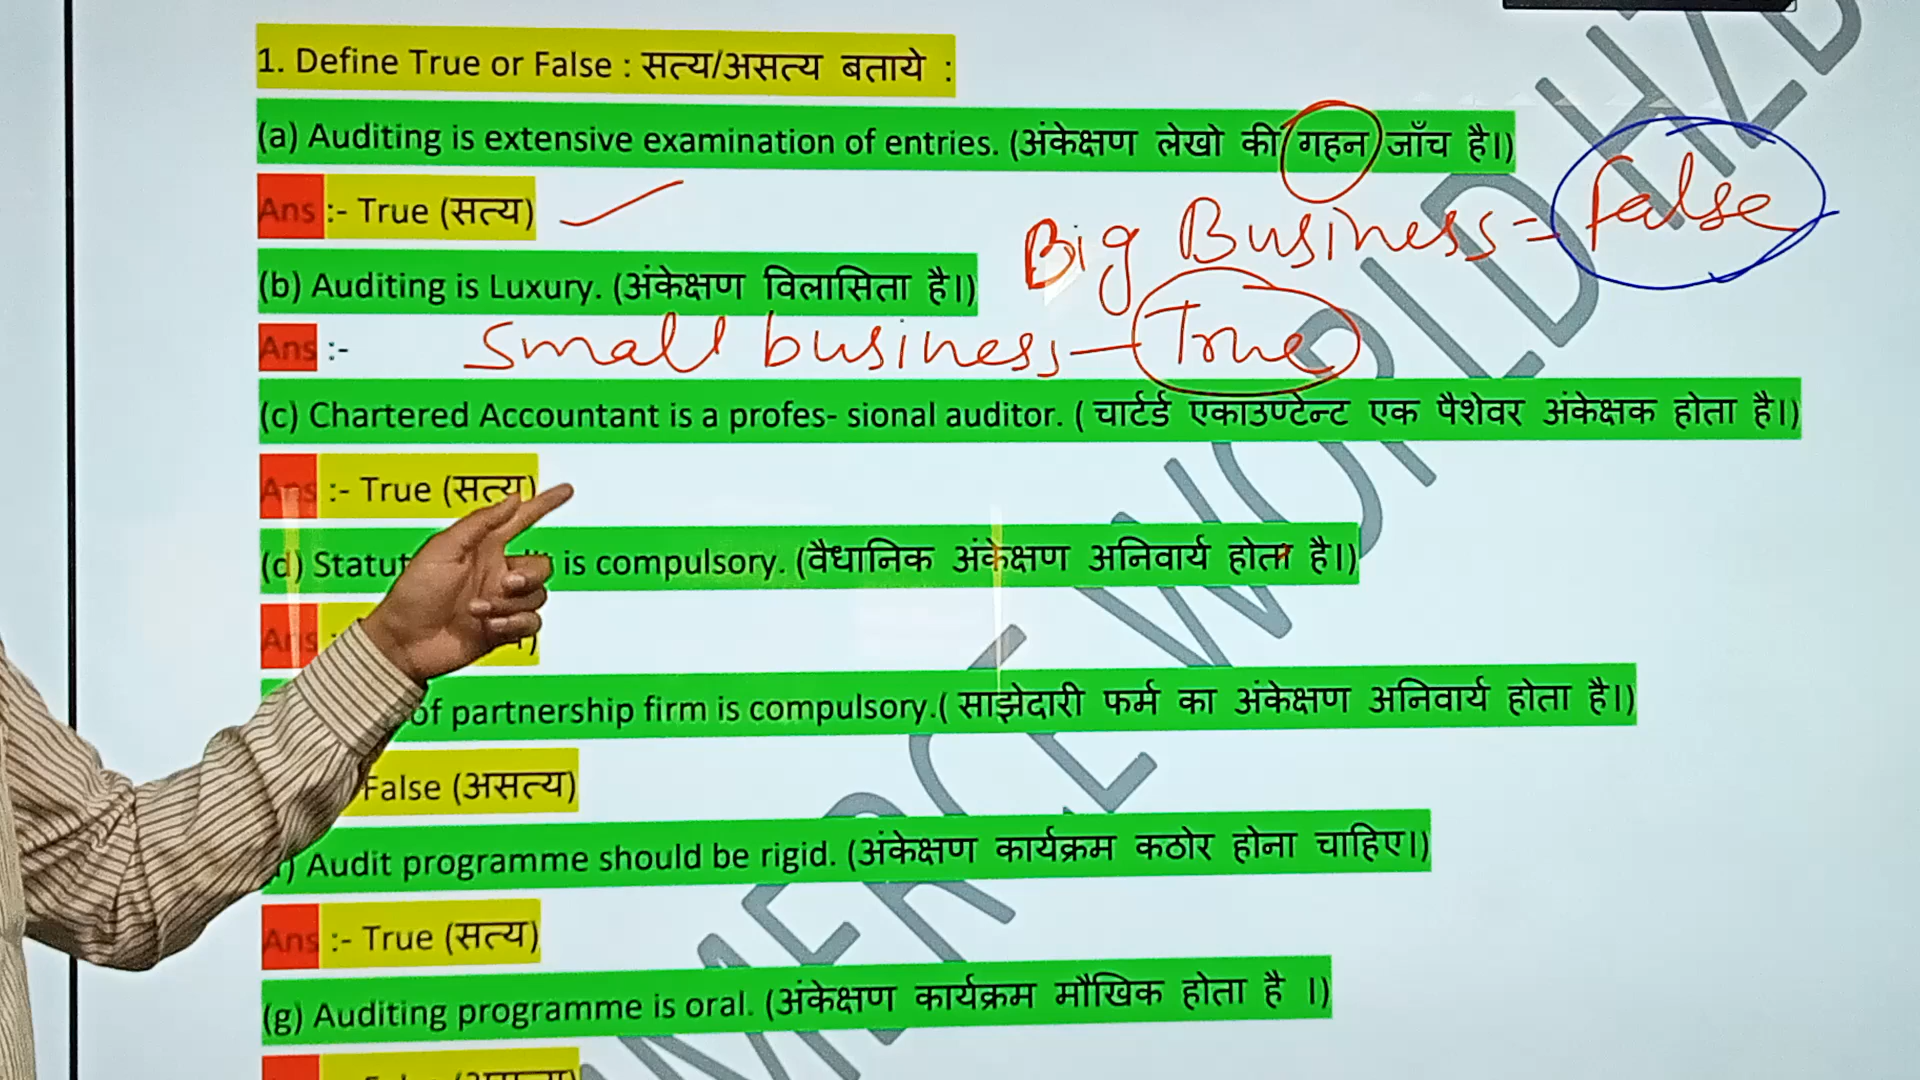 1. Define True or False : सत्य/असत्य बताये :
(a) Auditing is extensive examination of entries. (अंकेक्षण लेखो की गहन जाँच है।)
Ans :- True (सत्य)
Big Business = False
(b) Auditing is Luxury. (अंकेक्षण विलासिता है।)
Ans :- Small business - True
(c) Chartered Accountant is a profes- sional auditor. ( चार्टर्ड एकाउण्टेन्ट एक पैशेवर अंकेक्षक होता है।)
Ans :- True (सत्य)
(d) is compulsory. (वैधानिक अंकेक्षण अनिवार्य होता है।)
Ans
of partnership firm is compulsory.( साझेदारी फर्म का अंकेक्षण अनिवार्य होता है।)
False (असत्य)
Audit programme should be rigid. (अंकेक्षण कार्यक्रम कठोर होना चाहिए।)
Ans :- True (सत्य)
(g) Auditing programme is oral. (अंकेक्षण कार्यक्रम मौखिक होता है ।)
WORLD HZB